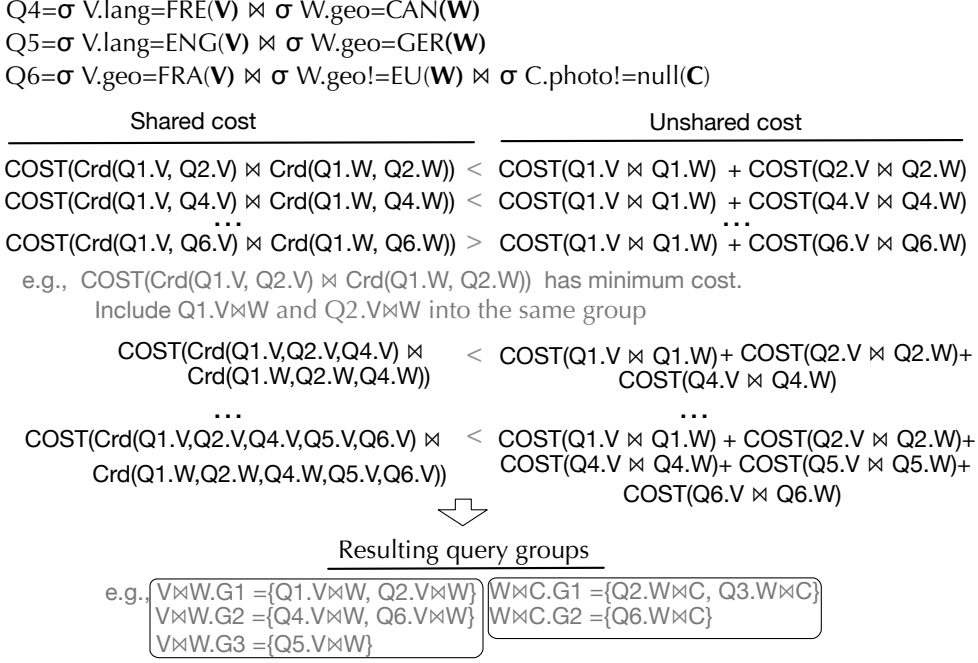 Q4=σ V.lang=FRE(V) ⋈ σ W.geo=CAN(W)
Q5=σ V.lang=ENG(V) ⋈ σ W.geo=GER(W)
Q6=σ V.geo=FRA(V) ⋈ σ W.geo!=EU(W) ⋈ σ C.photo!=null(C)
Shared cost Unshared cost
COST(Crd(Q1.V, Q2.V) ⋈ Crd(Q1.W, Q2.W)) < COST(Q1.V ⋈ Q1.W) + COST(Q2.V ⋈ Q2.W)
COST(Crd(Q1.V, Q4.V) ⋈ Crd(Q1.W, Q4.W)) < COST(Q1.V ⋈ Q1.W) + COST(Q4.V ⋈ Q4.W)
... ...
COST(Crd(Q1.V, Q6.V) ⋈ Crd(Q1.W, Q6.W)) > COST(Q1.V ⋈ Q1.W) + COST(Q6.V ⋈ Q6.W)
e.g., COST(Crd(Q1.V, Q2.V) ⋈ Crd(Q1.W, Q2.W)) has minimum cost.
Include Q1.V⋈W and Q2.V⋈W into the same group
COST(Crd(Q1.V,Q2.V,Q4.V) ⋈ < COST(Q1.V ⋈ Q1.W)+ COST(Q2.V ⋈ Q2.W)+
Crd(Q1.W,Q2.W,Q4.W)) COST(Q4.V ⋈ Q4.W)
... ...
COST(Crd(Q1.V,Q2.V,Q4.V,Q5.V,Q6.V) ⋈ < COST(Q1.V ⋈ Q1.W) + COST(Q2.V ⋈ Q2.W)+
Crd(Q1.W,Q2.W,Q4.W,Q5.V,Q6.V)) COST(Q4.V ⋈ Q4.W)+ COST(Q5.V ⋈ Q5.W)+
COST(Q6.V ⋈ Q6.W)
Resulting query groups
e.g., V⋈W.G1 ={Q1.V⋈W, Q2.V⋈W} W⋈C.G1 ={Q2.W⋈C, Q3.W⋈C}
V⋈W.G2 ={Q4.V⋈W, Q6.V⋈W} W⋈C.G2 ={Q6.W⋈C}
V⋈W.G3 ={Q5.V⋈W}